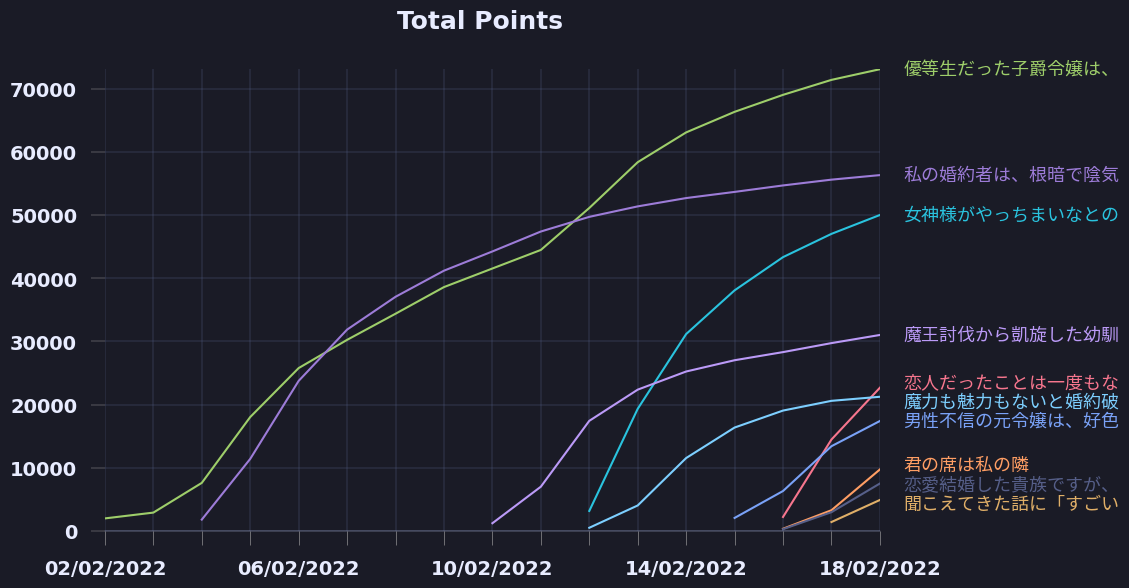 Total Points
70000
60000
50000
40000
30000
20000
10000
0
02/02/2022
06/02/2022
10/02/2022
14/02/2022
18/02/2022
優等生だった子爵令嬢は、
私の婚約者は、根暗で陰気
女神様がやっちまいなとの
魔王討伐から凱旋した幼馴
恋人だったことは一度もな
魔力も魅力もないと婚約破
男性不信の元令嬢は、好色
君の席は私の隣
恋愛結婚した貴族ですが、
聞こえてきた話に「すごい